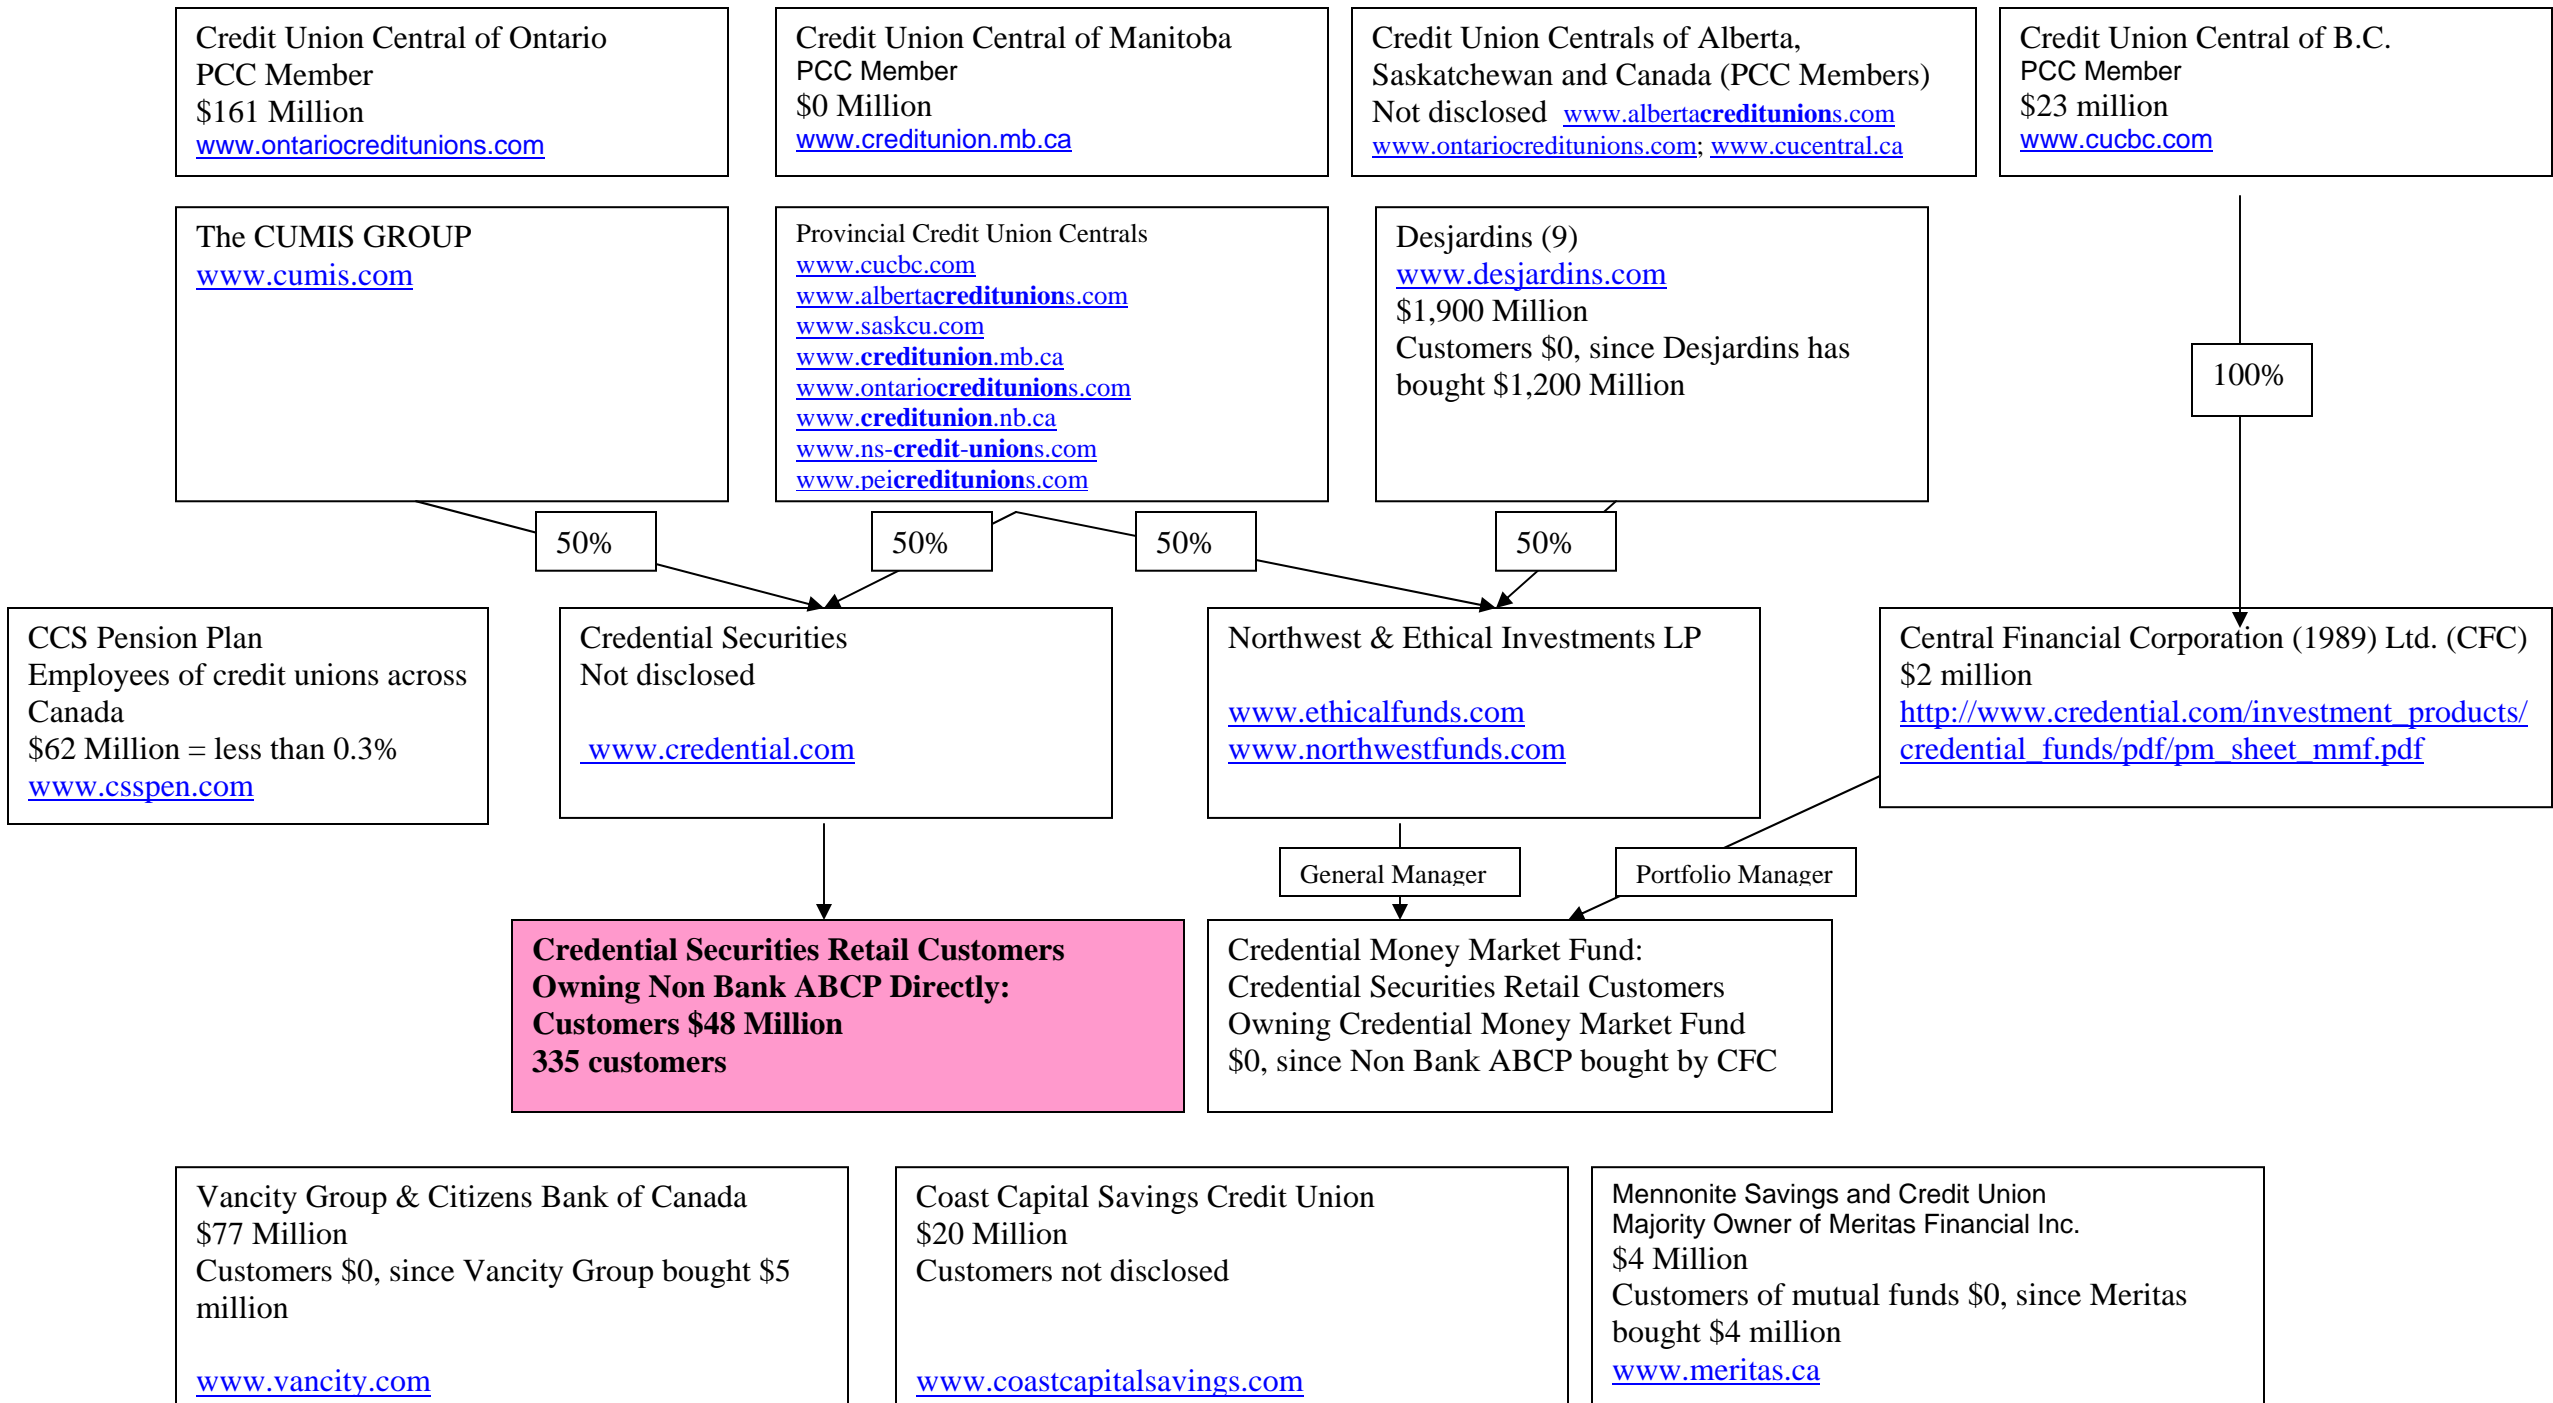 Credit Union Central of Ontario
PCC Member
$161 Million
www.ontariocreditunions.com
Credit Union Central of Manitoba
PCC Member
$0 Million
www.creditunion.mb.ca
Credit Union Centrals of Alberta,
Saskatchewan and Canada (PCC Members)
Not disclosed www.albertacreditunions.com
www.ontariocreditunions.com; www.cucentral.ca
Credit Union Central of B.C.
PCC Member
$23 million
www.cucbc.com
The CUMIS GROUP
www.cumis.com
Provincial Credit Union Centrals
www.cucbc.com
www.albertacreditunions.com
www.saskcu.com
www.creditunion.mb.ca
www.ontariocreditunions.com
www.creditunion.nb.ca
www.ns-credit-unions.com
www.peicreditunions.com
Desjardins (9)
www.desjardins.com
$1,900 Million
Customers $0, since Desjardins has
bought $1,200 Million
100%
50%
50%
50%
50%
CCS Pension Plan
Employees of credit unions across
Canada
$62 Million = less than 0.3%
www.csspen.com
Credential Securities
Not disclosed
www.credential.com
Northwest & Ethical Investments LP
www.ethicalfunds.com
www.northwestfunds.com
Central Financial Corporation (1989) Ltd. (CFC)
$2 million
http://www.credential.com/investment_products/
credential_funds/pdf/pm_sheet_mmf.pdf
General Manager
Portfolio Manager
Credential Securities Retail Customers
Owning Non Bank ABCP Directly:
Customers $48 Million
335 customers
Credential Money Market Fund:
Credential Securities Retail Customers
Owning Credential Money Market Fund
$0, since Non Bank ABCP bought by CFC
Vancity Group & Citizens Bank of Canada
$77 Million
Customers $0, since Vancity Group bought $5
million
www.vancity.com
Coast Capital Savings Credit Union
$20 Million
Customers not disclosed
www.coastcapitalsavings.com
Mennonite Savings and Credit Union
Majority Owner of Meritas Financial Inc.
$4 Million
Customers of mutual funds $0, since Meritas
bought $4 million
www.meritas.ca